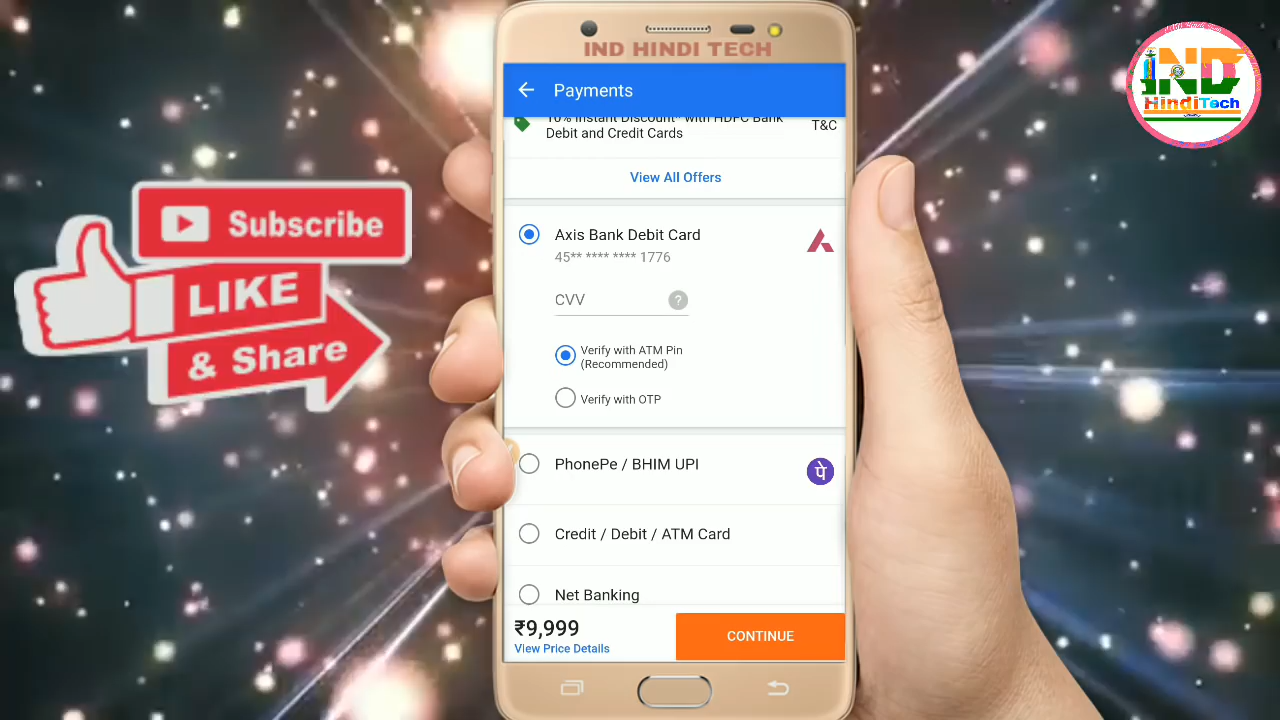 IND HINDI TECH
IND
HindiTech
Payments
10% Instant Discount* with HDFC Bank
Debit and Credit Cards
T&C
View All Offers
Subscribe
LIKE
& Share
Axis Bank Debit Card
45** **** **** 1776
CVV
?
Verify with ATM Pin
(Recommended)
Verify with OTP
PhonePe / BHIM UPI
पे
Credit / Debit / ATM Card
Net Banking
₹9,999
View Price Details
CONTINUE